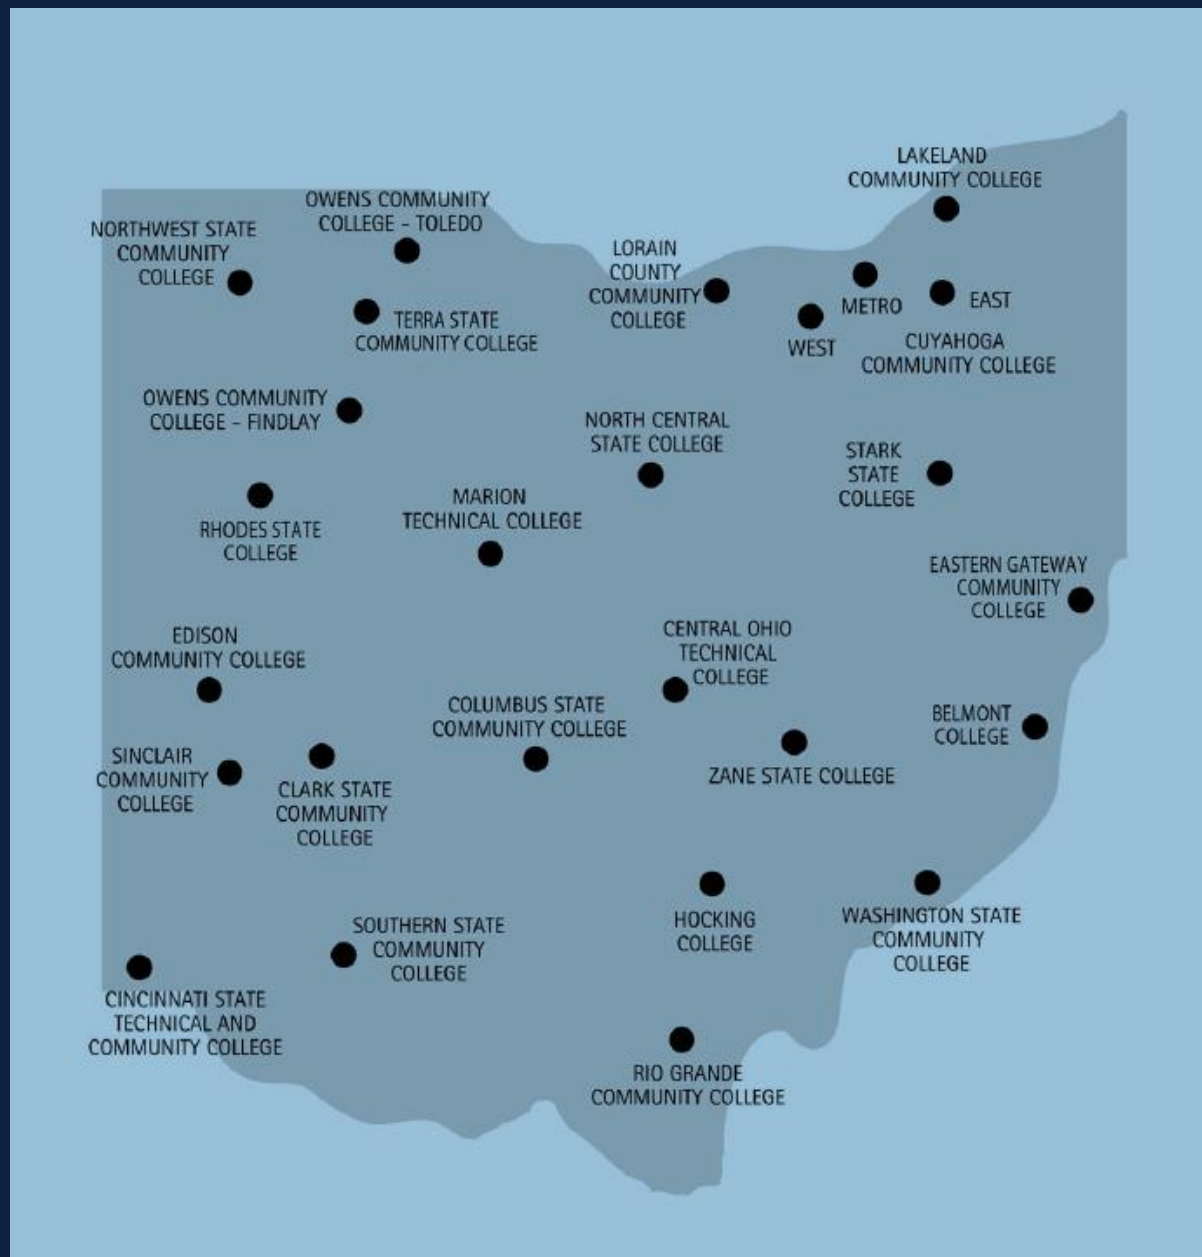 LAKELAND
COMMUNITY COLLEGE
OWENS COMMUNITY
COLLEGE – TOLEDO
NORTHWEST STATE
COMMUNITY
COLLEGE
LORAIN
COUNTY
COMMUNITY
COLLEGE
METRO
EAST
WEST
CUYAHOGA
COMMUNITY COLLEGE
TERRA STATE
COMMUNITY COLLEGE
OWENS COMMUNITY
COLLEGE – FINDLAY
NORTH CENTRAL
STATE COLLEGE
STARK
STATE
COLLEGE
MARION
TECHNICAL COLLEGE
RHODES STATE
COLLEGE
EASTERN GATEWAY
COMMUNITY
COLLEGE
EDISON
COMMUNITY COLLEGE
CENTRAL OHIO
TECHNICAL
COLLEGE
COLUMBUS STATE
COMMUNITY COLLEGE
BELMONT
COLLEGE
SINCLAIR
COMMUNITY
COLLEGE
CLARK STATE
COMMUNITY
COLLEGE
ZANE STATE COLLEGE
HOCKING
COLLEGE
WASHINGTON STATE
COMMUNITY
COLLEGE
SOUTHERN STATE
COMMUNITY
COLLEGE
CINCINNATI STATE
TECHNICAL AND
COMMUNITY COLLEGE
RIO GRANDE
COMMUNITY COLLEGE